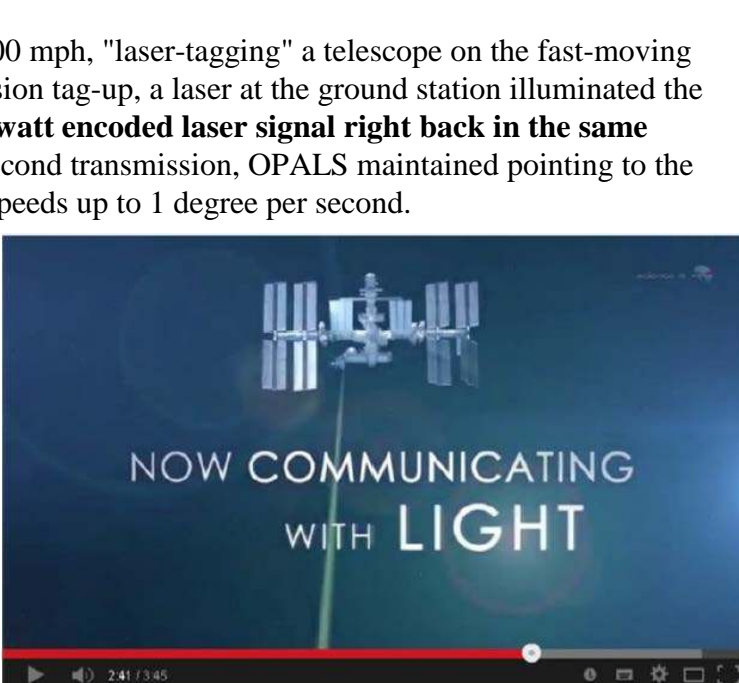 00 mph, "laser-tagging" a telescope on the fast-moving
sion tag-up, a laser at the ground station illuminated the
watt encoded laser signal right back in the same
cond transmission, OPALS maintained pointing to the
peeds up to 1 degree per second.
NOW COMMUNICATING
WITH LIGHT
2:41 / 3:45